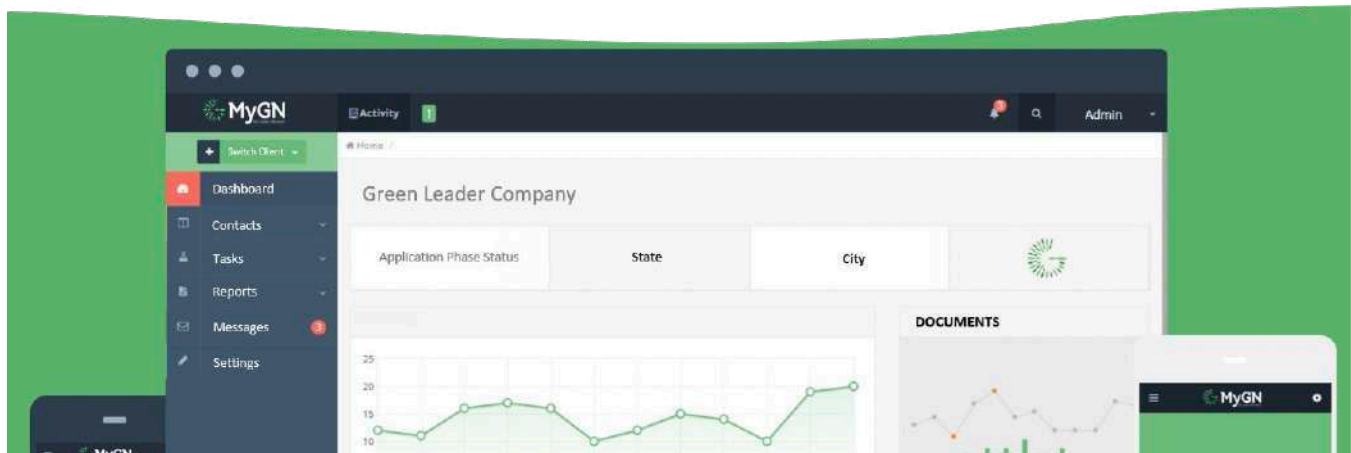 MyGN
Activity
1
3
Admin
Switch Client
Home /
Dashboard
Green Leader Company
Contacts
Tasks
Application Phase Status
State
City
Reports
Messages
3
DOCUMENTS
Settings
25
20
15
10
MyGN
MyGN